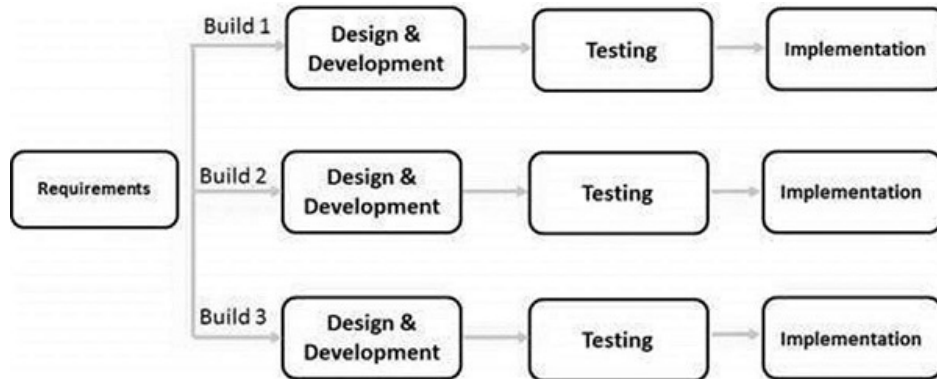 Build 1
Design &
Development
Testing
Implementation
Requirements
Build 2
Design &
Development
Testing
Implementation
Build 3
Design &
Development
Testing
Implementation